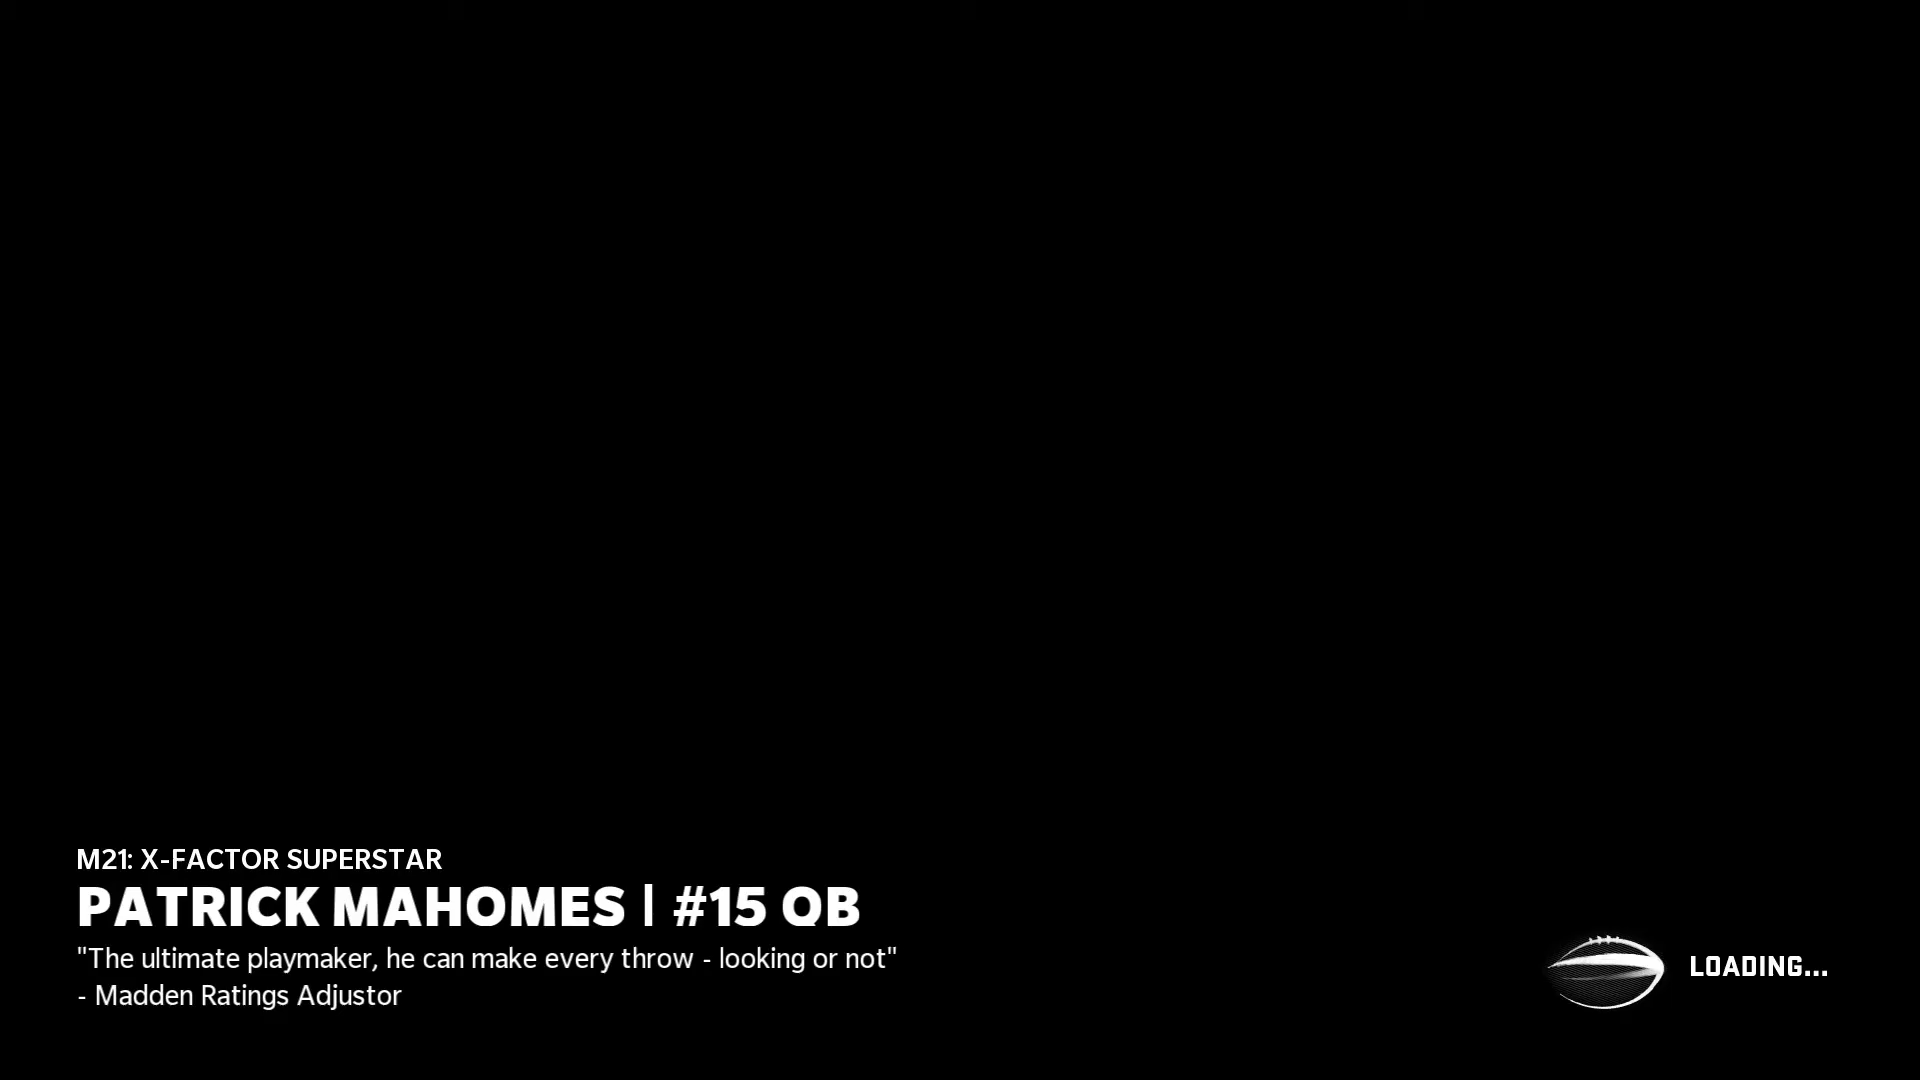 M21: X-FACTOR SUPERSTAR
PATRICK MAHOMES | #15 QB
"The ultimate playmaker, he can make every throw - looking or not"
- Madden Ratings Adjustor
LOADING...